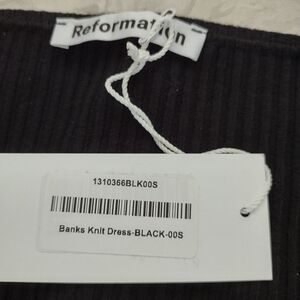 Reformation
1310366BLK00S
Banks Knit Dress-BLACK-00S